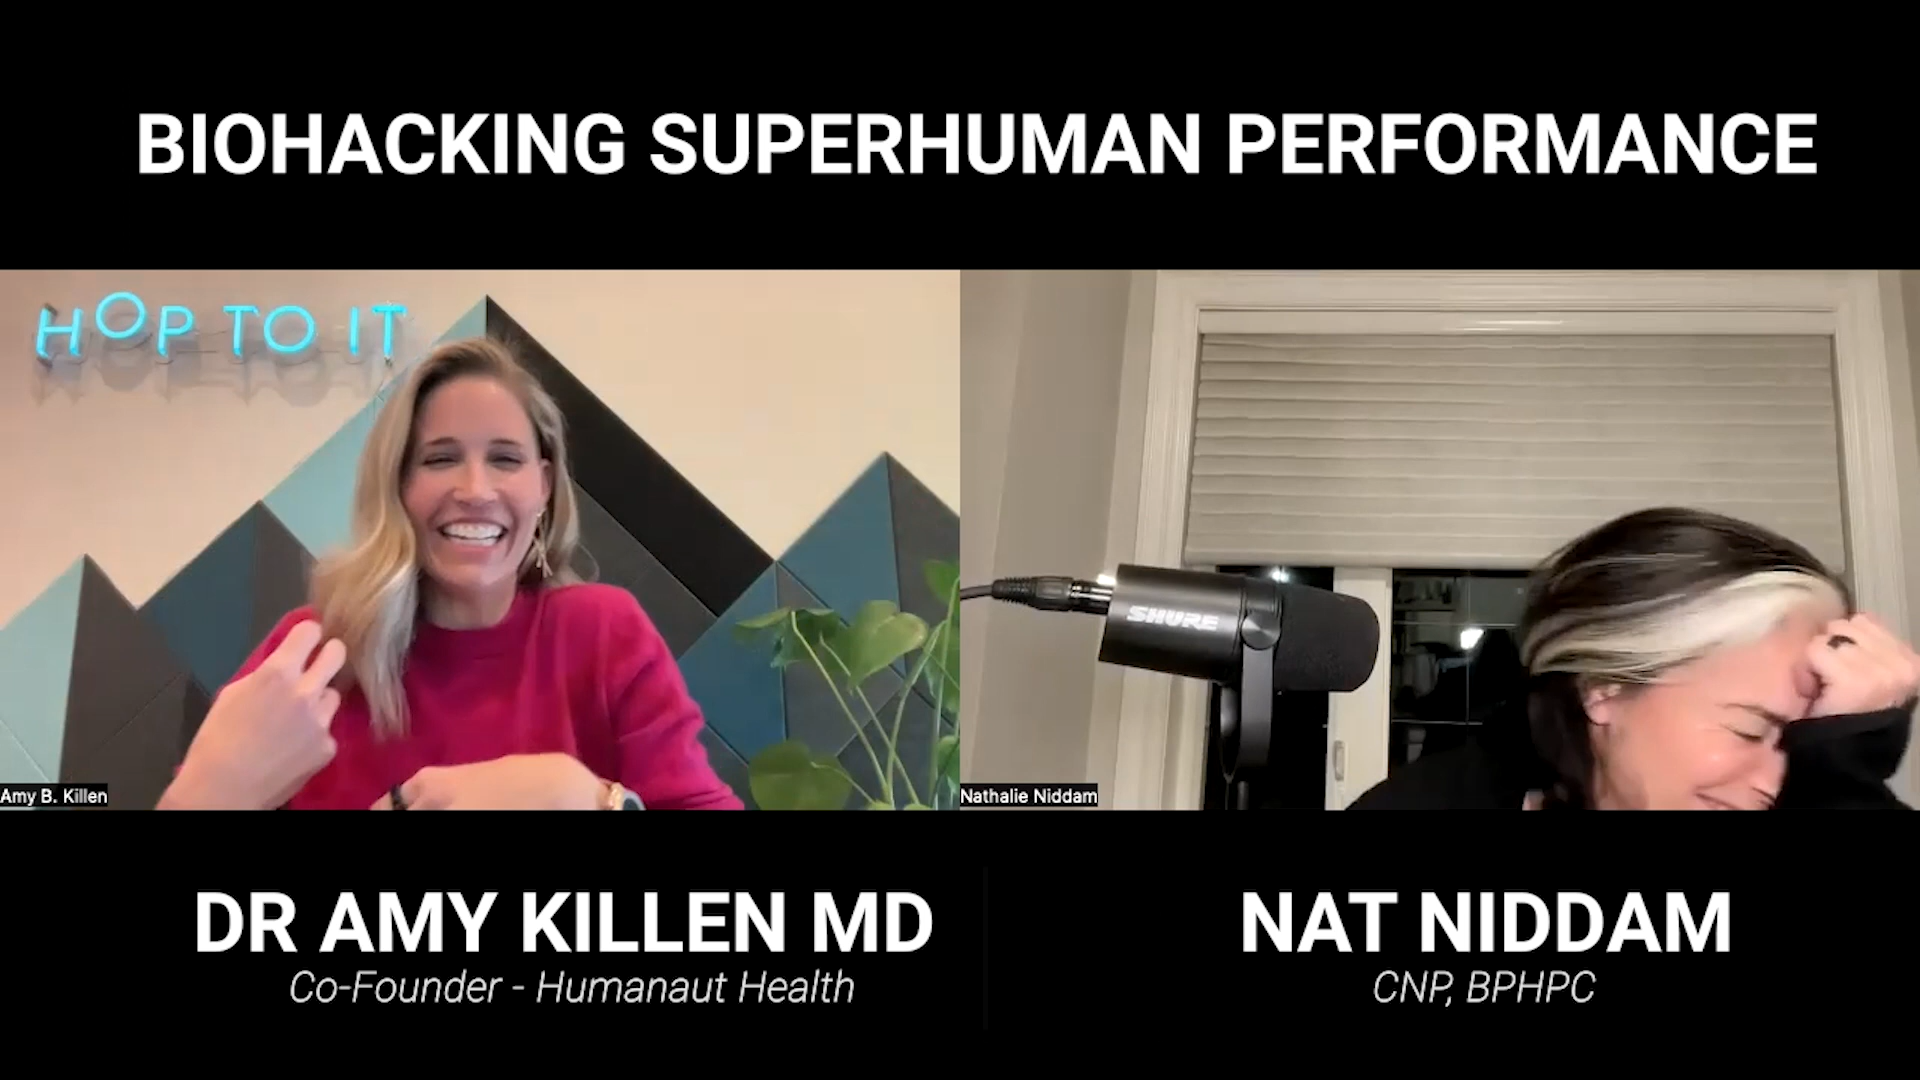 BIOHACKING SUPERHUMAN PERFORMANCE
HOP TO IT
SHURE
Amy B. Killen
Nathalie Niddam
DR AMY KILLEN MD
Co-Founder - Humanaut Health
NAT NIDDAM
CNP, BPHPC